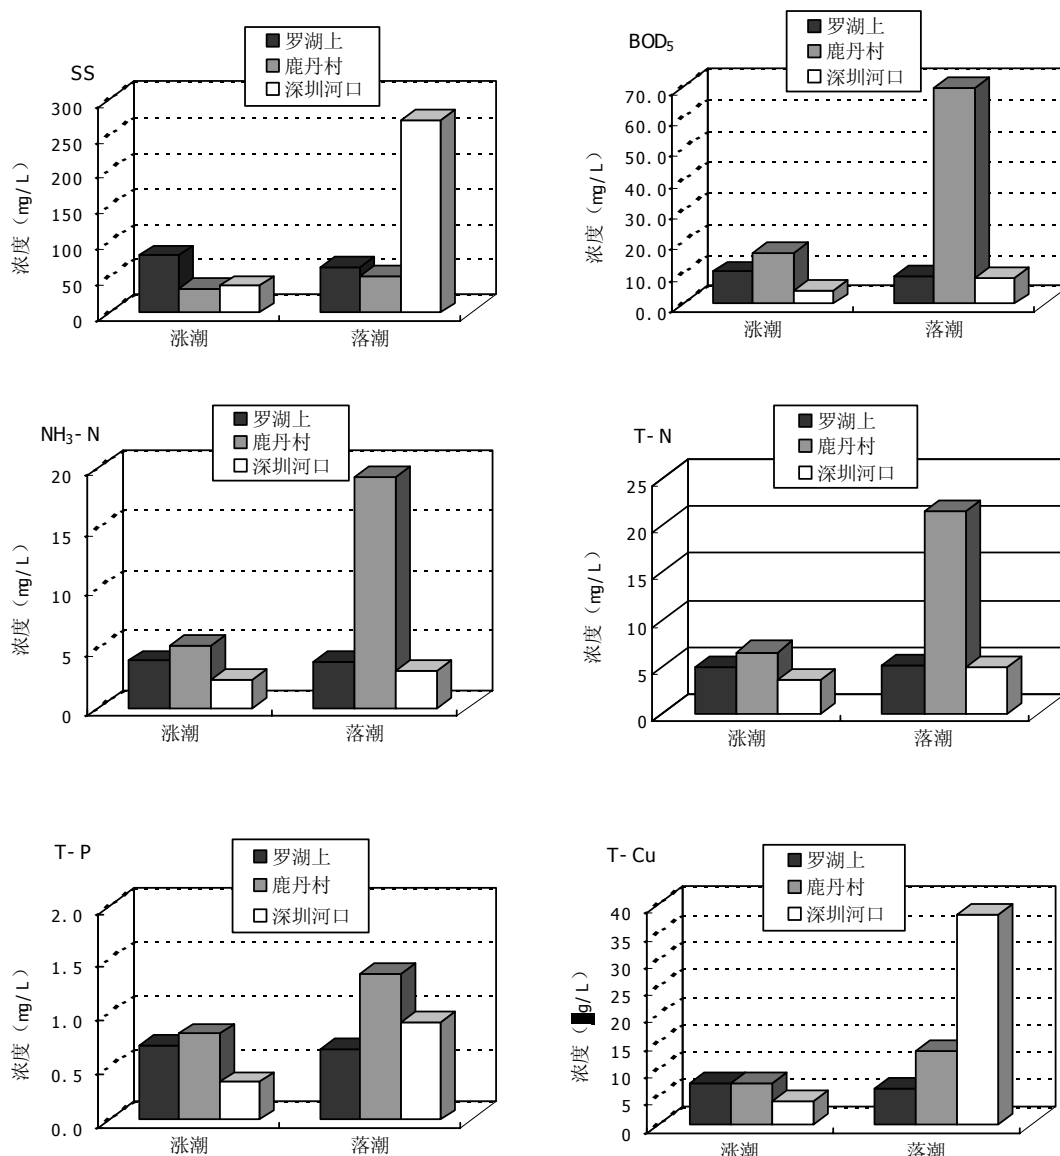 SS
罗湖上
鹿丹村
深圳河口
300
250
200
150
100
50
0
浓度（mg/L）
涨潮
落潮
BOD5
罗湖上
鹿丹村
深圳河口
70.0
60.0
50.0
40.0
30.0
20.0
10.0
0.0
浓度（mg/L）
涨潮
落潮
NH3-N
罗湖上
鹿丹村
深圳河口
20
15
10
5
0
浓度（mg/L）
涨潮
落潮
T-N
罗湖上
鹿丹村
深圳河口
25
20
15
10
5
0
浓度（mg/L）
涨潮
落潮
T-P
罗湖上
鹿丹村
深圳河口
2.0
1.5
1.0
0.5
0.0
浓度（mg/L）
涨潮
落潮
T-Cu
罗湖上
鹿丹村
深圳河口
40
35
30
25
20
15
10
5
0
浓度（g/L）
涨潮
落潮